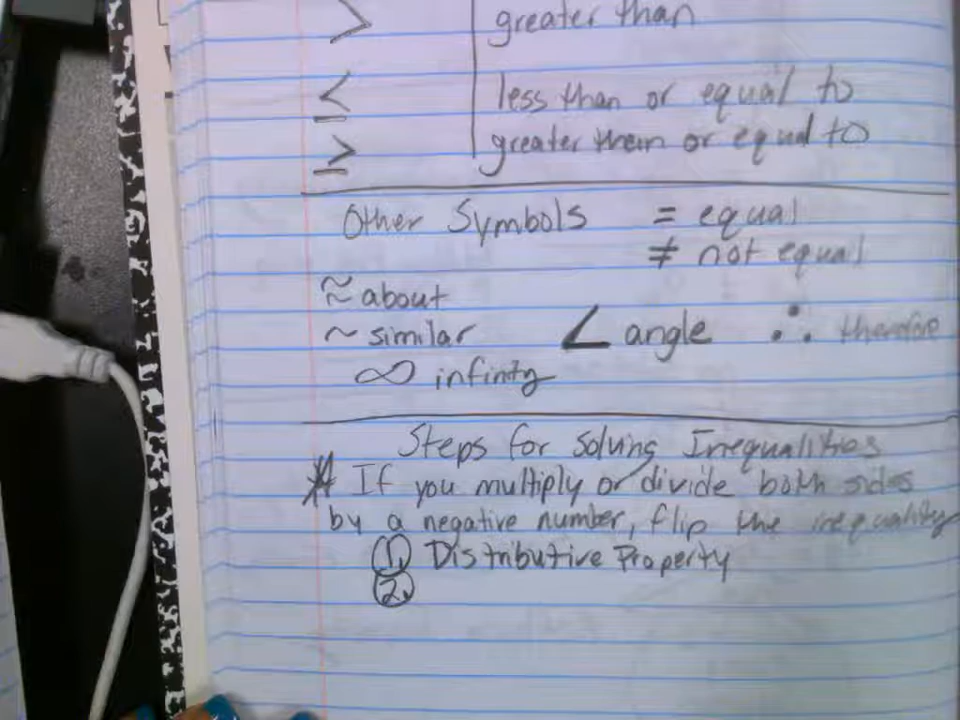 > greater than
≤ less than or equal to
≥ greater them or equal to
Other Symbols = equal
≠ not equal
≈ about
~ similar ∠ angle ∴ therefore
∞ infinity
Steps for Solving Inequalities
* If you multiply or divide both sides
by a negative number, flip the inequality
1. Distributive Property
2.